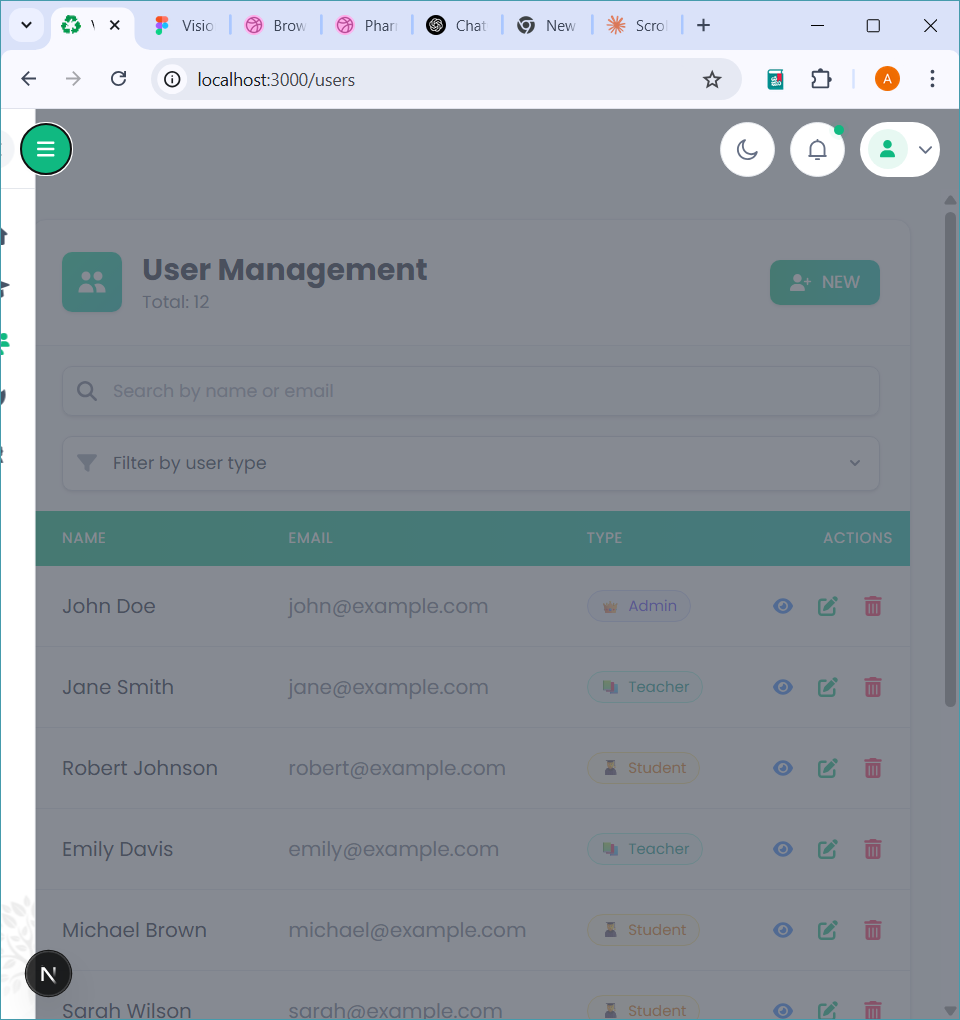 Visio
Brow
Phar
Chat
New
Scro
localhost:3000/users
A
User Management
Total: 12
NEW
Search by name or email
Filter by user type
NAME EMAIL TYPE ACTIONS
John Doe john@example.com Admin
Jane Smith jane@example.com Teacher
Robert Johnson robert@example.com Student
Emily Davis emily@example.com Teacher
Michael Brown michael@example.com Student
N
Sarah Wilson sarah@example.com Student